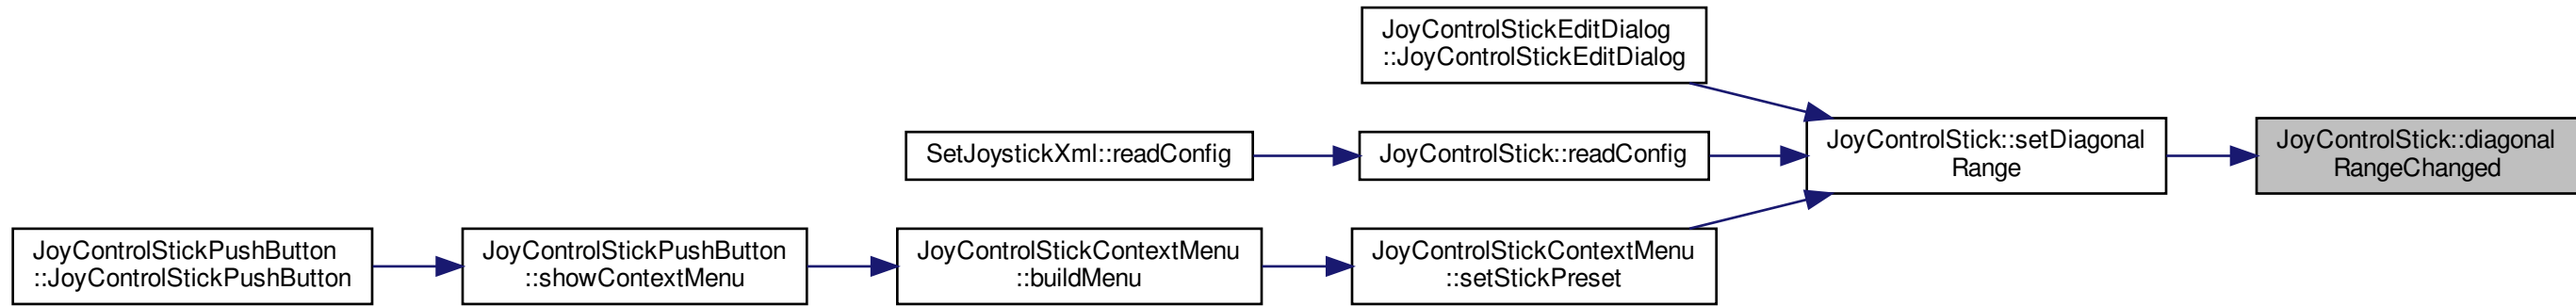 JoyControlStickEditDialog
::JoyControlStickEditDialog
SetJoystickXml::readConfig
JoyControlStick::readConfig
JoyControlStick::setDiagonal
Range
JoyControlStick::diagonal
RangeChanged
JoyControlStickPushButton
::JoyControlStickPushButton
JoyControlStickPushButton
::showContextMenu
JoyControlStickContextMenu
::buildMenu
JoyControlStickContextMenu
::setStickPreset